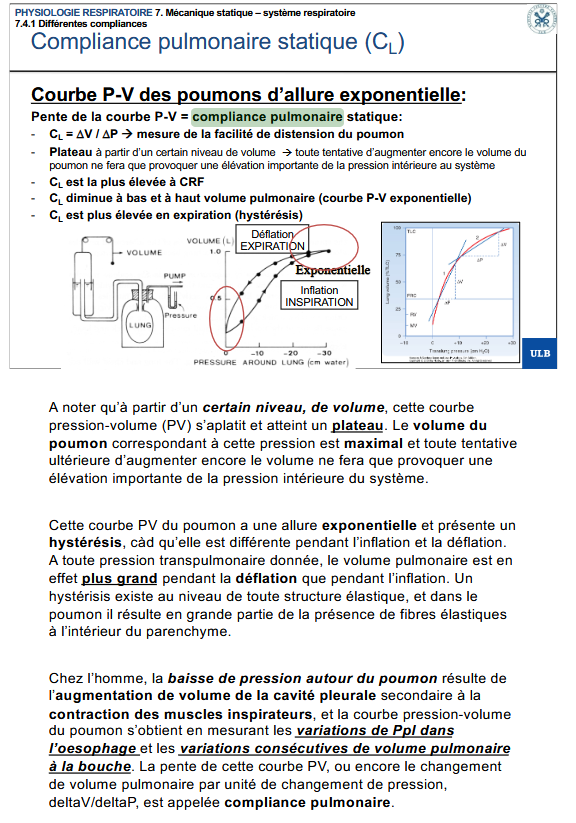 PHYSIOLOGIE RESPIRATOIRE 7. Mécanique statique – système respiratoire
7.4.1 Différentes compliances
Compliance pulmonaire statique (CL)
Courbe P-V des poumons d'allure exponentielle:
Pente de la courbe P-V = compliance pulmonaire statique:
- CL = ΔV / ΔP → mesure de la facilité de distension du poumon
- Plateau à partir d'un certain niveau de volume → toute tentative d'augmenter encore le volume du
poumon ne fera que provoquer une élévation importante de la pression intérieure au système
- CL est la plus élevée à CRF
- CL diminue à bas et à haut volume pulmonaire (courbe P-V exponentielle)
- CL est plus élevée en expiration (hystérésis)
VOLUME
PUMP
Pressure
LUNG
VOLUME (L)
1.0
0.5
Déflation
EXPIRATION
Exponentielle
Inflation
INSPIRATION
0 -10 -20 -30
PRESSURE AROUND LUNG (cm water)
100
75
50
25
0
TLC
FRC
RV
MV
Lung volume (%TLC)
1
2
ΔV
ΔP
ΔV
ΔP
-10 0 +10 +20 +30
Transpulmonary pressure (cm H2O)
ULB
A noter qu'à partir d'un certain niveau, de volume, cette courbe
pression-volume (PV) s'aplatit et atteint un plateau. Le volume du
poumon correspondant à cette pression est maximal et toute tentative
ultérieure d'augmenter encore le volume ne fera que provoquer une
élévation importante de la pression intérieure du système.
Cette courbe PV du poumon a une allure exponentielle et présente un
hystérésis, càd qu'elle est différente pendant l'inflation et la déflation.
A toute pression transpulmonaire donnée, le volume pulmonaire est en
effet plus grand pendant la déflation que pendant l'inflation. Un
hystérisis existe au niveau de toute structure élastique, et dans le
poumon il résulte en grande partie de la présence de fibres élastiques
à l'intérieur du parenchyme.
Chez l'homme, la baisse de pression autour du poumon résulte de
l'augmentation de volume de la cavité pleurale secondaire à la
contraction des muscles inspirateurs, et la courbe pression-volume
du poumon s'obtient en mesurant les variations de Ppl dans
l'oesophage et les variations consécutives de volume pulmonaire
à la bouche. La pente de cette courbe PV, ou encore le changement
de volume pulmonaire par unité de changement de pression,
deltaV/deltaP, est appelée compliance pulmonaire.